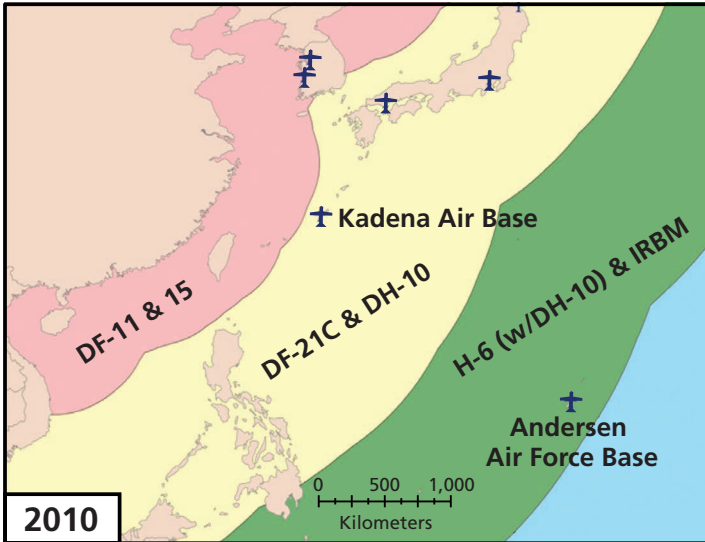 Kadena Air Base
DF-11 & 15
DF-21C & DH-10
H-6 (w/DH-10) & IRBM
Andersen
Air Force Base
0 500 1,000
Kilometers
2010